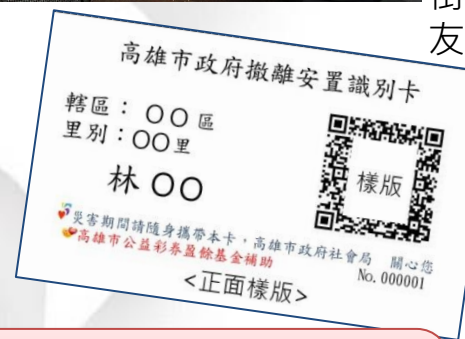 友
高雄市政府撤離安置識別卡
轄區：○○區
里別：○○里
林○○
樣版
災害期間請隨身攜帶本卡，高雄市政府社會局 關心您
高雄市公益彩券盈餘基金補助
No.000001
<正面樣版>